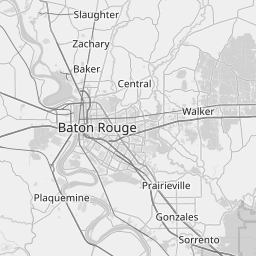 Slaughter
Zachary
Baker
Central
Walker
Baton Rouge
Prairieville
Plaquemine
Gonzales
Sorrento